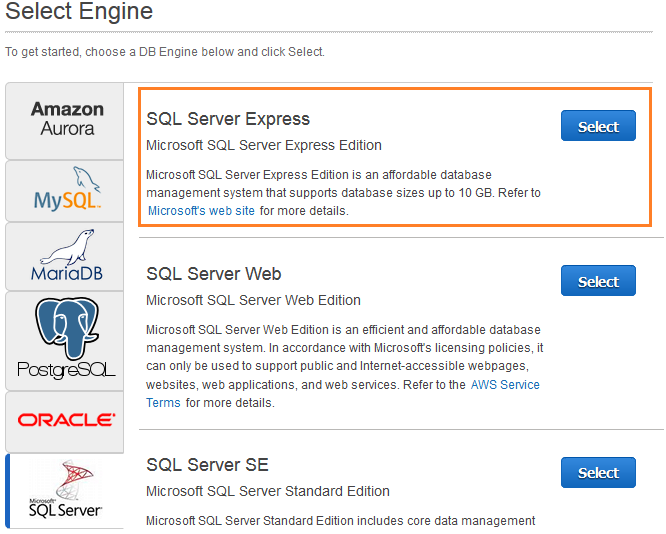 Select Engine
To get started, choose a DB Engine below and click Select.
Amazon
Aurora
MySQL
MariaDB
PostgreSQL
ORACLE
Microsoft
SQL Server
SQL Server Express
Select
Microsoft SQL Server Express Edition
Microsoft SQL Server Express Edition is an affordable database
management system that supports database sizes up to 10 GB. Refer to
Microsoft's web site for more details.
SQL Server Web
Select
Microsoft SQL Server Web Edition
Microsoft SQL Server Web Edition is an efficient and affordable database
management system. In accordance with Microsoft's licensing policies, it
can only be used to support public and Internet-accessible webpages,
websites, web applications, and web services. Refer to the AWS Service
Terms for more details.
SQL Server SE
Select
Microsoft SQL Server Standard Edition
Microsoft SQL Server Standard Edition includes core data management